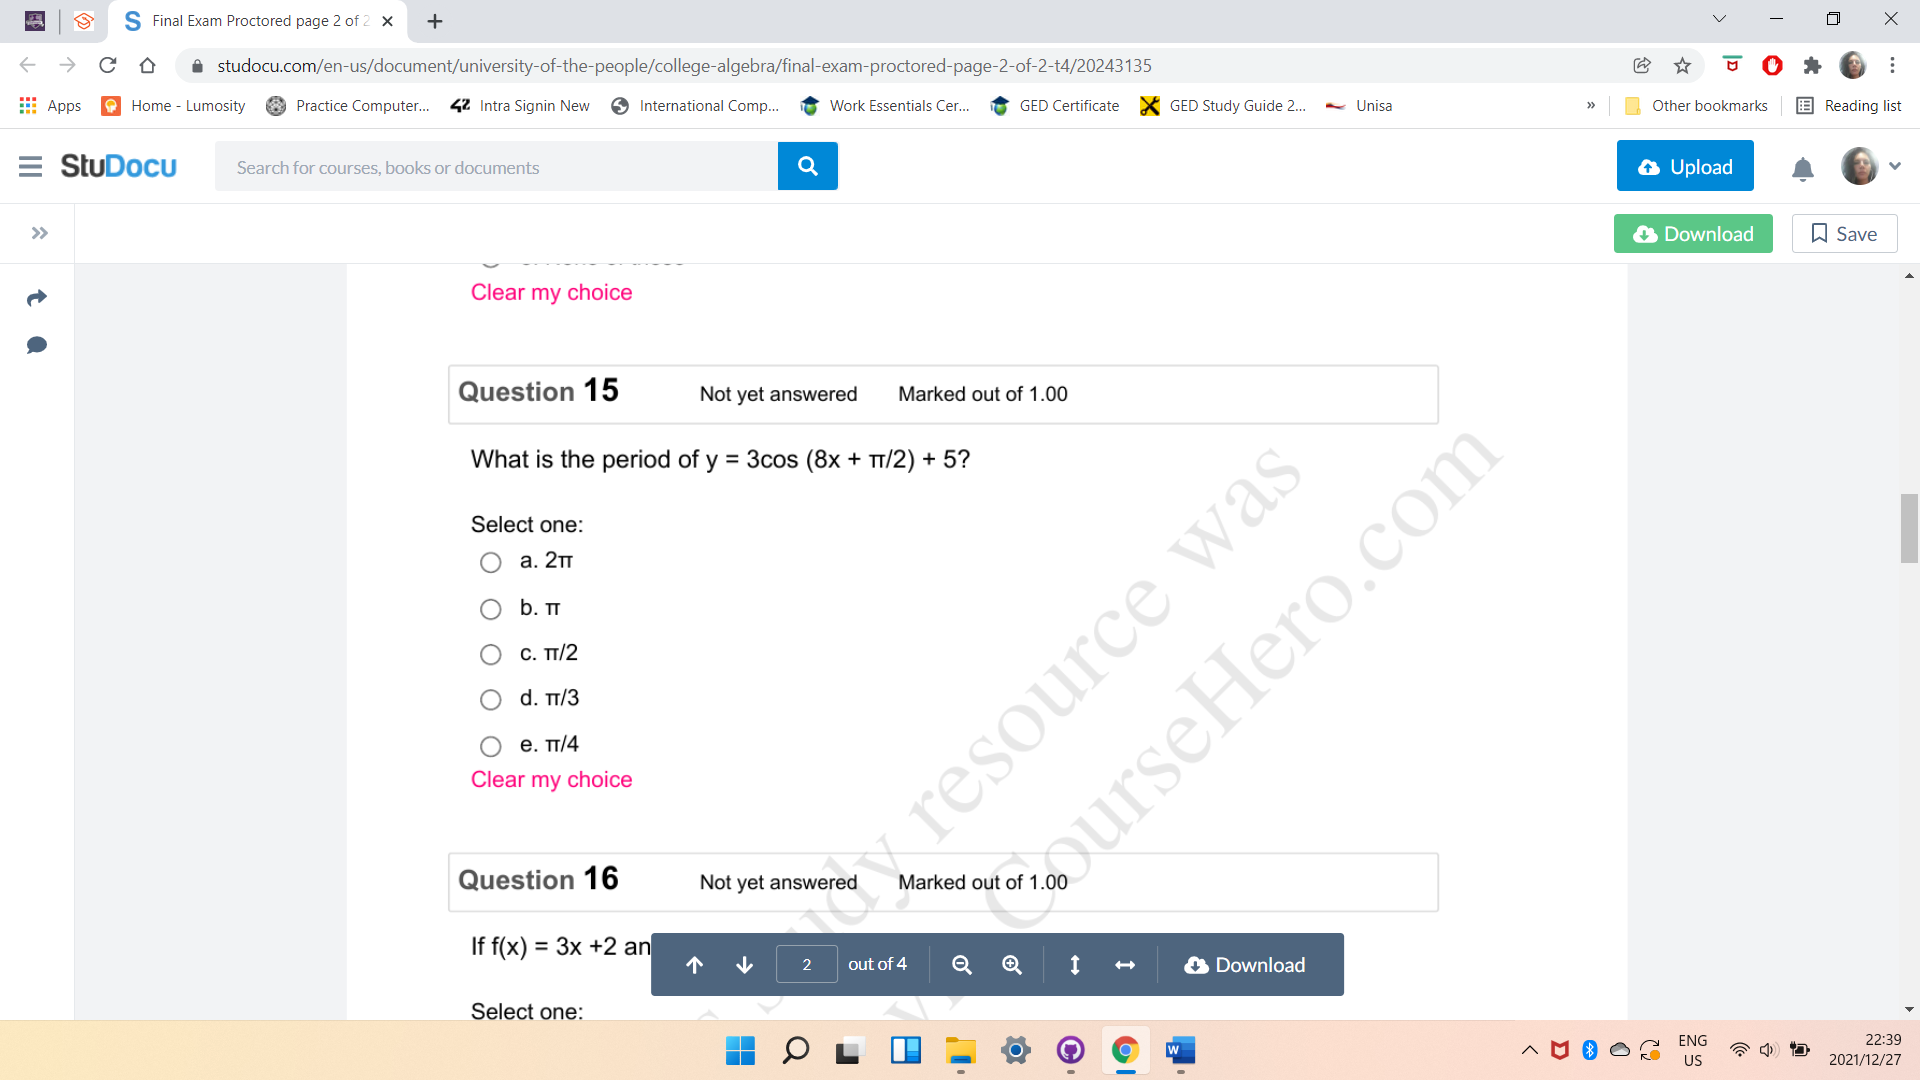 Final Exam Proctored page 2 of 2
studocu.com/en-us/document/university-of-the-people/college-algebra/final-exam-proctored-page-2-of-2-t4/20243135
Apps Home - Lumosity Practice Computer... Intra Signin New International Comp... Work Essentials Cer... GED Certificate GED Study Guide 2... Unisa » Other bookmarks Reading list
StuDocu Search for courses, books or documents Upload
Download Save
Clear my choice
Question 15 Not yet answered Marked out of 1.00
What is the period of y = 3cos (8x + π/2) + 5?
Select one:
a. 2π
b. π
c. π/2
d. π/3
e. π/4
Clear my choice
study resource was
CourseHero.com
Question 16 Not yet answered Marked out of 1.00
If f(x) = 3x +2 an
2 out of 4 Download
Select one:
ENG
US
22:39
2021/12/27